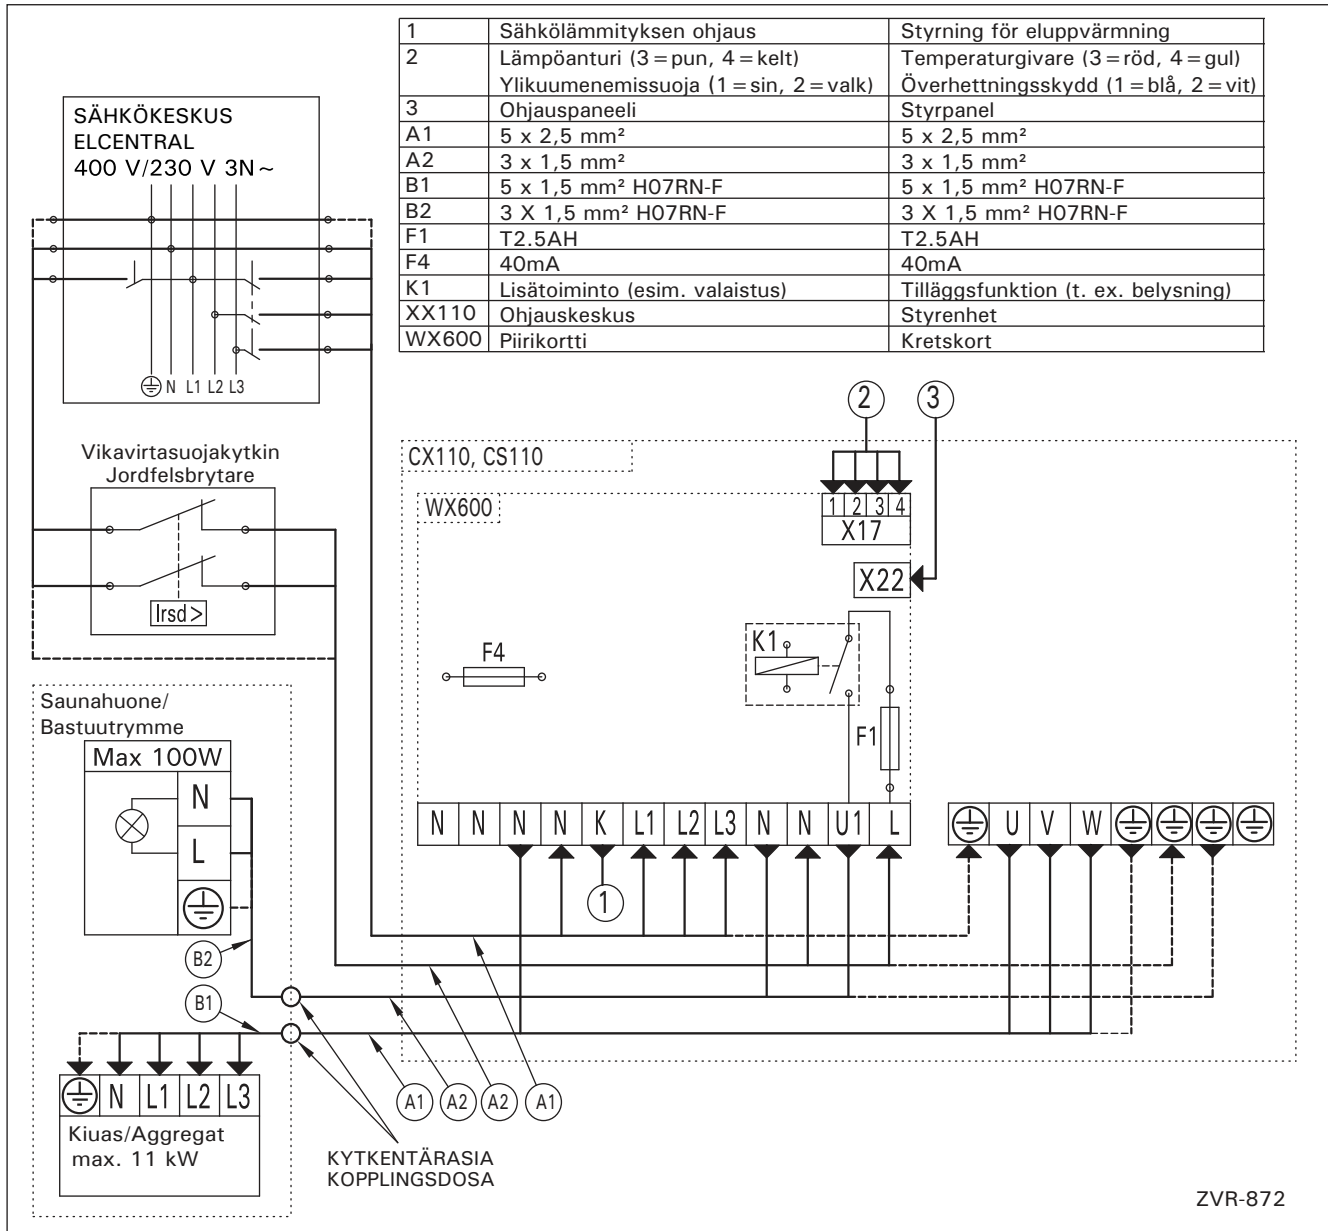 1 Sähkölämmityksen ohjaus Styrning för eluppvärmning
2 Lämpöanturi (3=pun, 4=kelt) Temperaturgivare (3=röd, 4=gul)
Ylikuumenemissuoja (1=sin, 2=valk) Överhettningsskydd (1=blå, 2=vit)
3 Ohjauspaneeli Styrpanel
A1 5 x 2,5 mm² 5 x 2,5 mm²
A2 3 x 1,5 mm² 3 x 1,5 mm²
B1 5 x 1,5 mm² H07RN-F 5 x 1,5 mm² H07RN-F
B2 3 X 1,5 mm² H07RN-F 3 X 1,5 mm² H07RN-F
F1 T2.5AH T2.5AH
F4 40mA 40mA
K1 Lisätoiminto (esim. valaistus) Tilläggsfunktion (t. ex. belysning)
XX110 Ohjauskeskus Styrenhet
WX600 Piirikortti Kretskort
SÄHKÖKESKUS
ELCENTRAL
400 V/230 V 3N~
N L1 L2 L3
Vikavirtasuojakytkin
Jordfelsbrytare
Irsd>
2 3
CX110, CS110
WX600
1 2 3 4
X17
X22
K1
F4
F1
N N N N K L1 L2 L3 N N U1 L U V W
1
Saunahuone/
Bastuutrymme
Max 100W
N
L
B2
B1
N L1 L2 L3
Kiuas/Aggregat
max. 11 kW
A1 A2 A2 A1
KYTKENTÄRASIA
KOPPLINGSDOSA
ZVR-872